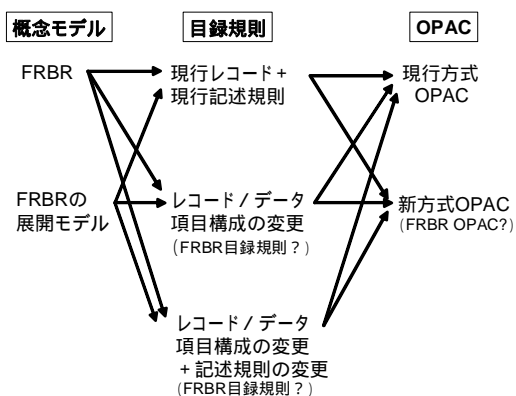 概念モデル
目録規則
OPAC
FRBR
現行レコード+
現行記述規則
現行方式
OPAC
FRBRの
展開モデル
レコード/データ
項目構成の変更
(FRBR目録規則?)
新方式OPAC
(FRBR OPAC?)
レコード/データ
項目構成の変更
+記述規則の変更
(FRBR目録規則?)